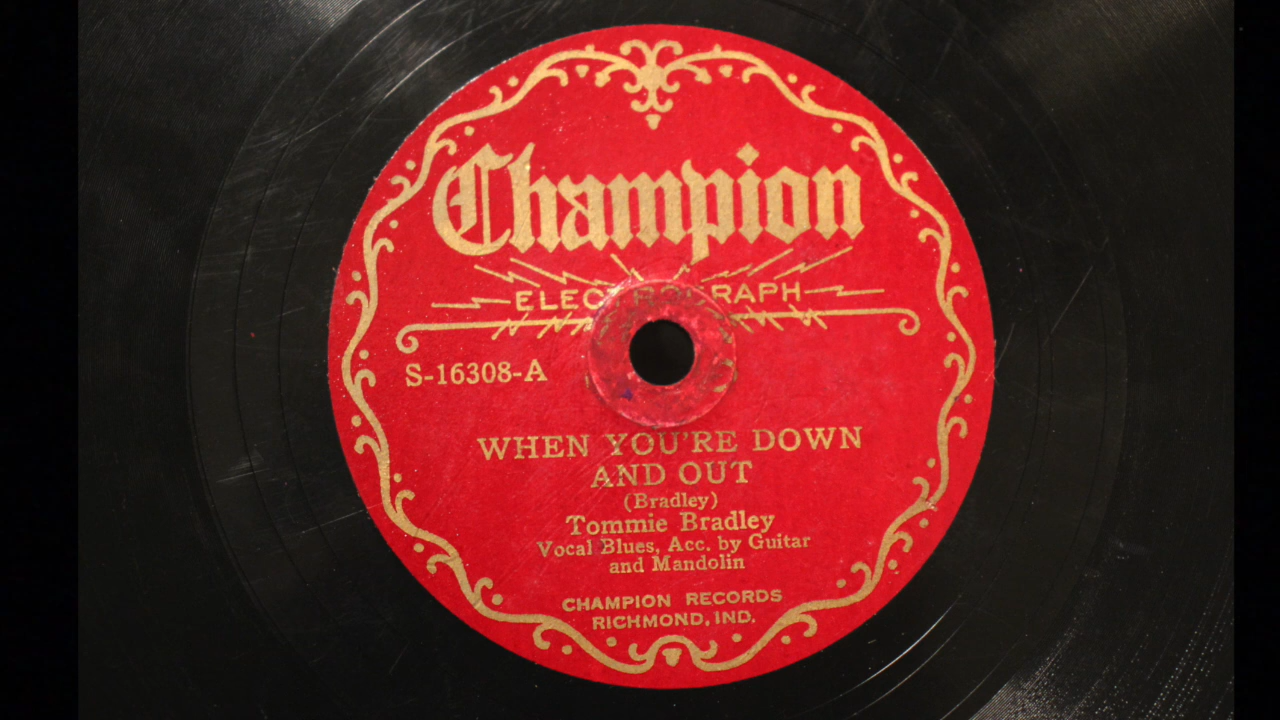 Champion
ELECTROGRAPH
S-16308-A
WHEN YOU'RE DOWN
AND OUT
(Bradley)
Tommie Bradley
Vocal Blues, Acc. by Guitar
and Mandolin
CHAMPION RECORDS
RICHMOND, IND.